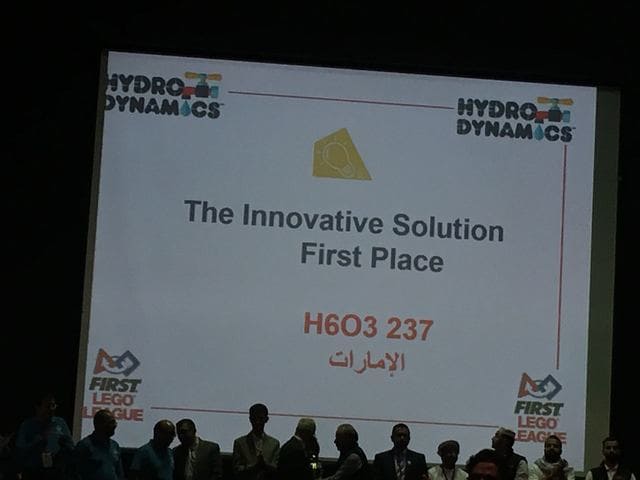 HYDRO
DYNAMICS
HYDRO
DYNAMICS
The Innovative Solution
First Place
H6O3 237
الإمارات
FIRST
LEGO
LEAGUE
FIRST
LEGO
LEAGUE